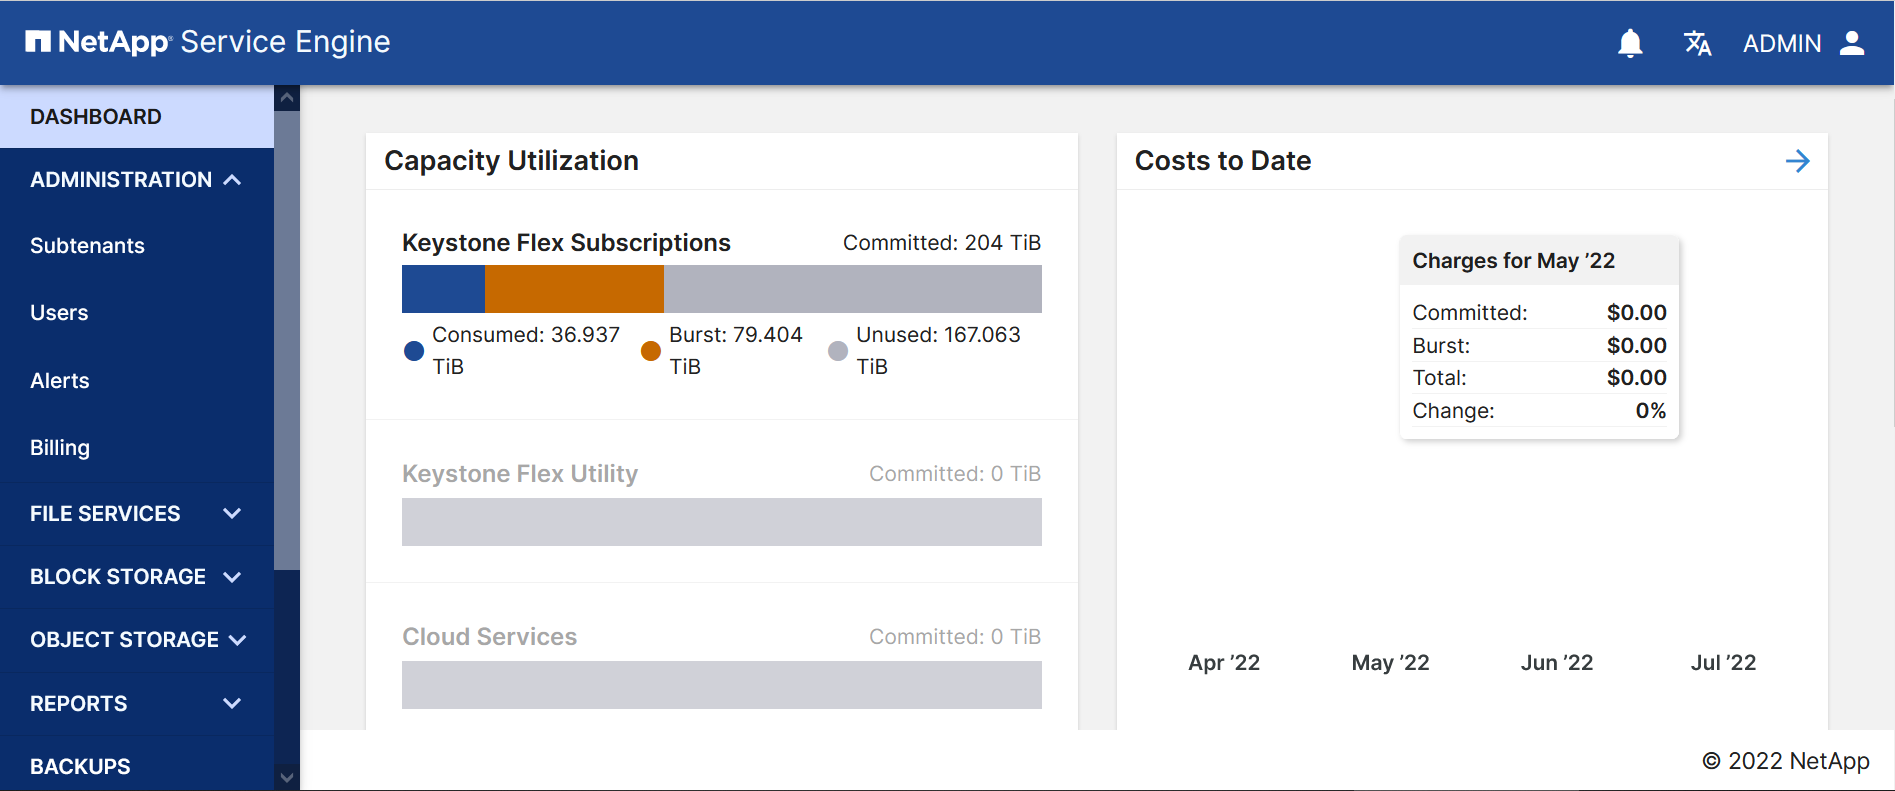 NetApp® Service Engine
ADMIN
DASHBOARD
ADMINISTRATION
Subtenants
Users
Alerts
Billing
FILE SERVICES
BLOCK STORAGE
OBJECT STORAGE
REPORTS
BACKUPS
Capacity Utilization
Keystone Flex Subscriptions
Committed: 204 TiB
Consumed: 36.937
TiB
Burst: 79.404
TiB
Unused: 167.063
TiB
Keystone Flex Utility
Committed: 0 TiB
Cloud Services
Committed: 0 TiB
Costs to Date
Charges for May ’22
Committed: $0.00
Burst: $0.00
Total: $0.00
Change: 0%
Apr ’22 May ’22 Jun ’22 Jul ’22
© 2022 NetApp